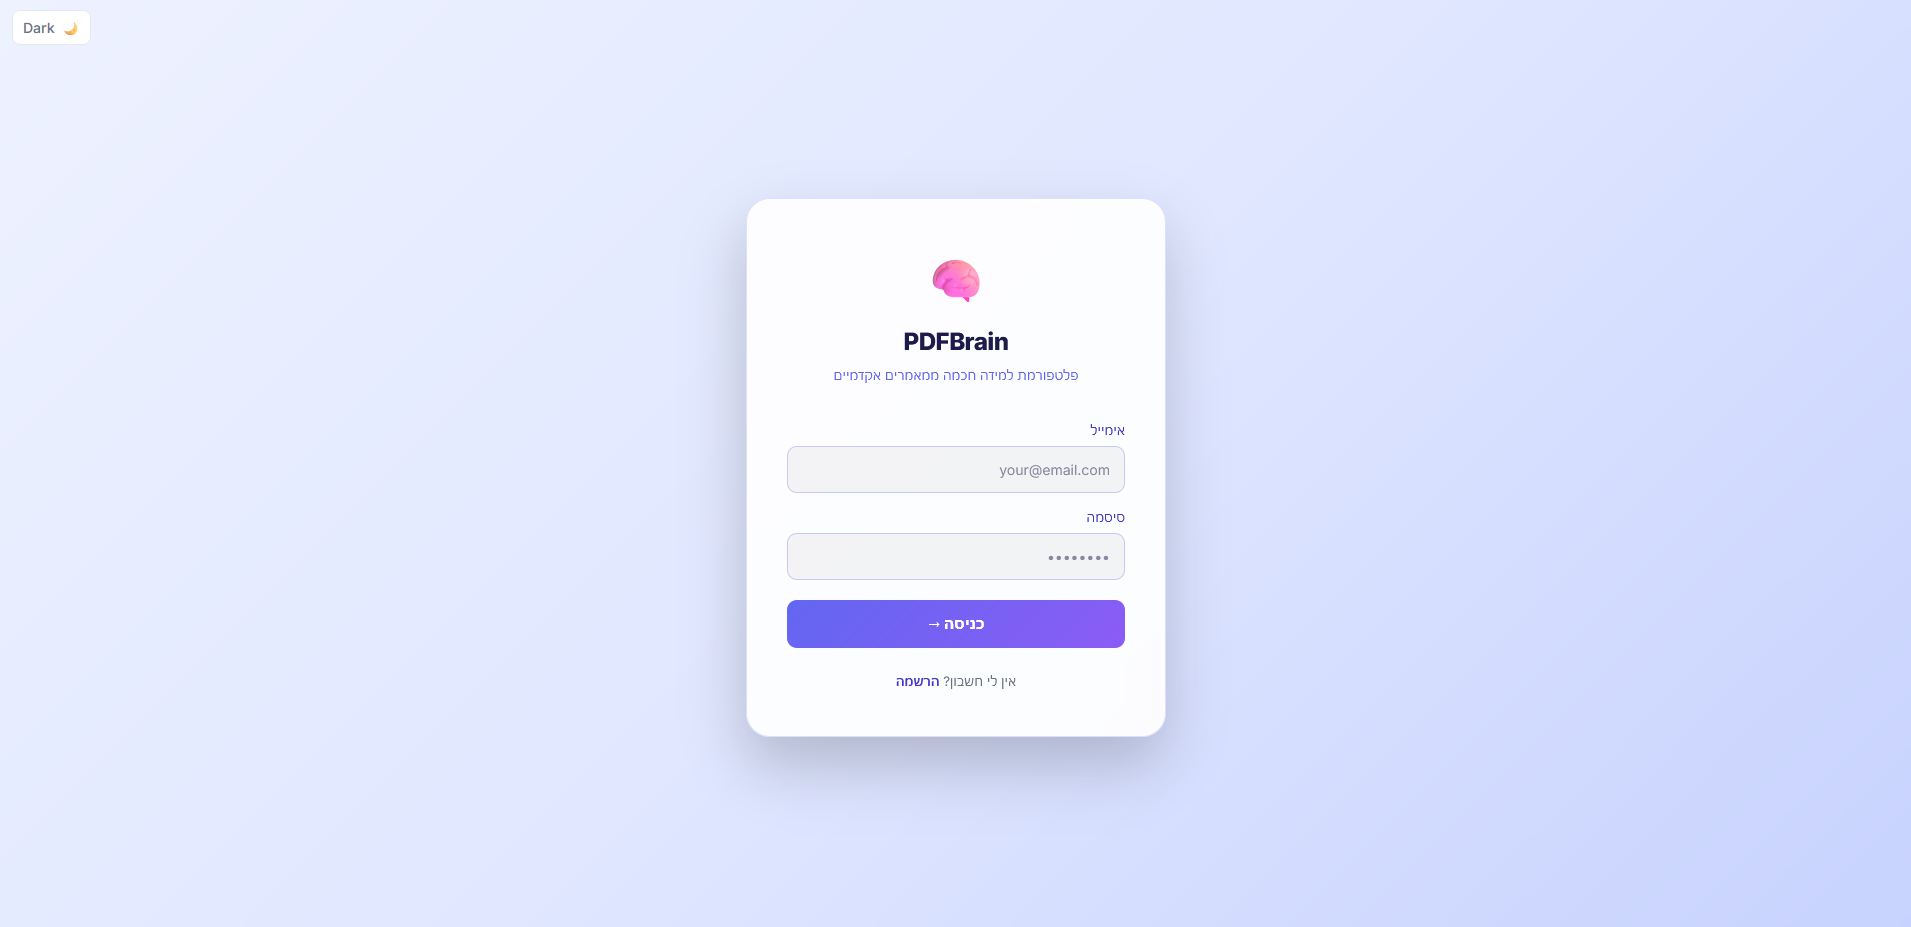 Dark 🌙
PDFBrain
פלטפורמת למידה חכמה ממאמרים אקדמיים
אימייל
your@email.com
סיסמה
••••••••
כניסה ←
אין לי חשבון? הרשמה